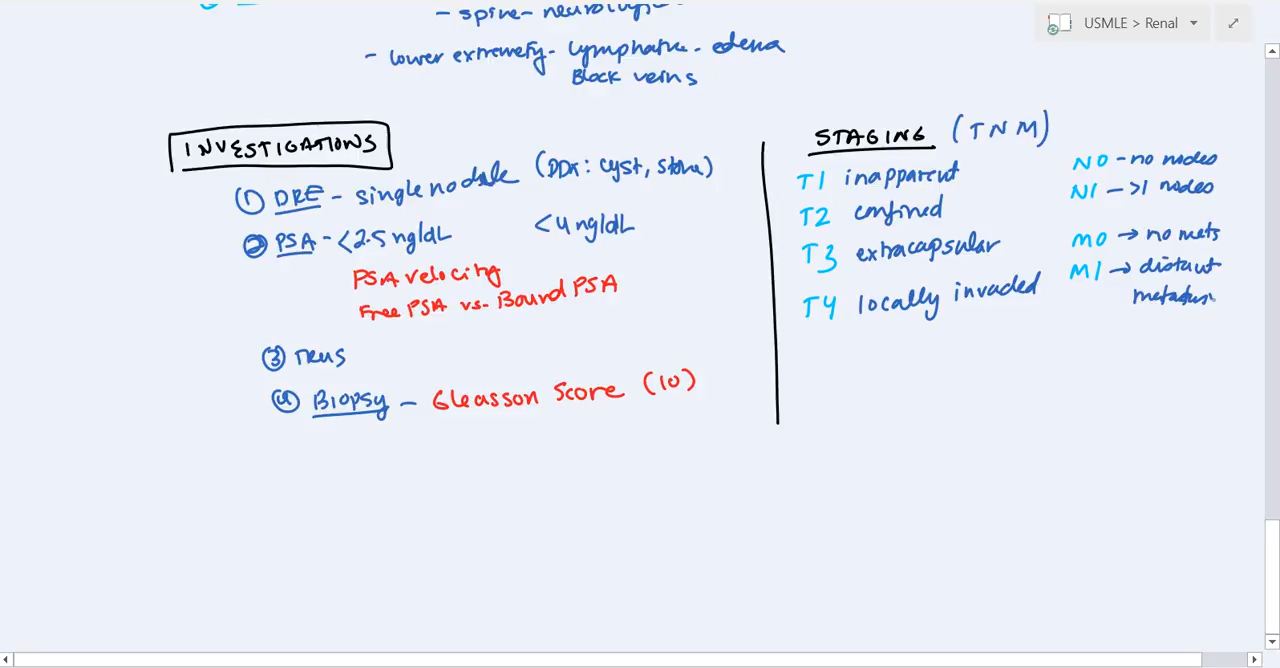 USMLE > Renal
- spine - neurologic
- lower extremety - lymphatic - edema
Block veins
INVESTIGATIONS
① DRE - single nodule (DDx: cyst, stone)
② PSA - <2.5 ng/dL <4 ng/dL
PSA velocity
Free PSA vs. Bound PSA
③ TRUS
④ Biopsy - Gleasson Score (10)
STAGING (TNM)
T1 inapparent
T2 confined
T3 extracapsular
T4 locally invaded
N0 - no nodes
N1 - >1 nodes
M0 → no mets
M1 → distant